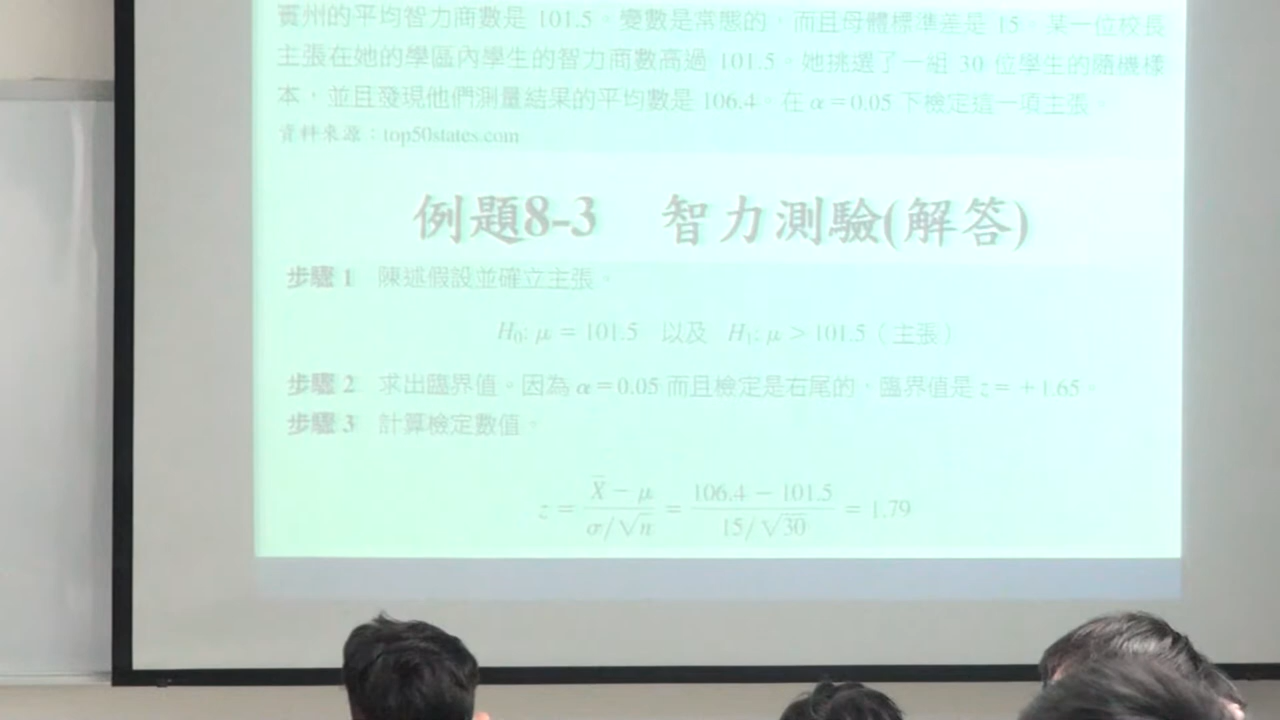 賓州的平均智力商數是 101.5。變數是常態的,而且母體標準差是 15。某一位校長
主張在她的學區內學生的智力商數高過 101.5。她挑選了一組 30 位學生的隨機樣
本,並且發現他們測量結果的平均數是 106.4。在 α = 0.05 下檢定這一項主張。
資料來源:top50states.com
例題8-3 智力測驗(解答)
步驟 1 陳述假設並確立主張。
H₀: μ = 101.5 以及 H₁: μ > 101.5(主張)
步驟 2 求出臨界值。因為 α = 0.05 而且檢定是右尾的,臨界值是 z = +1.65。
步驟 3 計算檢定數值。
z = (X̄ − μ)/(σ/√n) = (106.4 − 101.5)/(15/√30) = 1.79